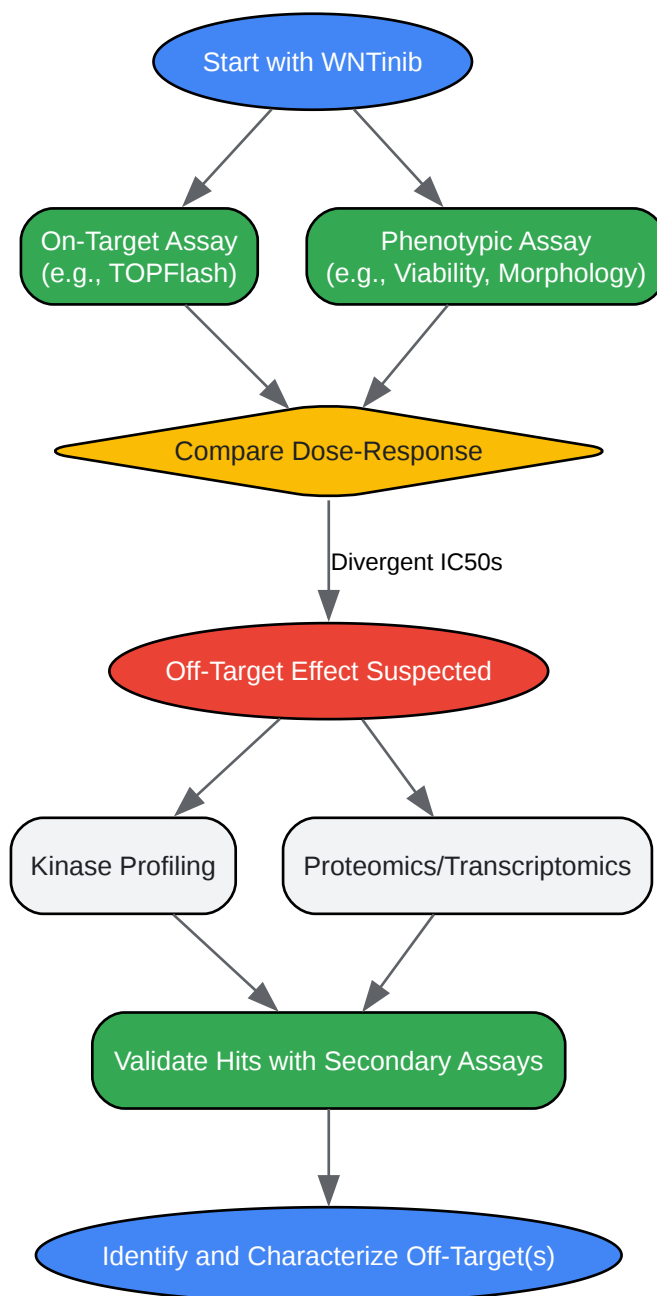 Start with WNTinib
On-Target Assay
(e.g., TOPFlash)
Phenotypic Assay
(e.g., Viability, Morphology)
Compare Dose-Response
Divergent IC50s
Off-Target Effect Suspected
Kinase Profiling
Proteomics/Transcriptomics
Validate Hits with Secondary Assays
Identify and Characterize Off-Target(s)